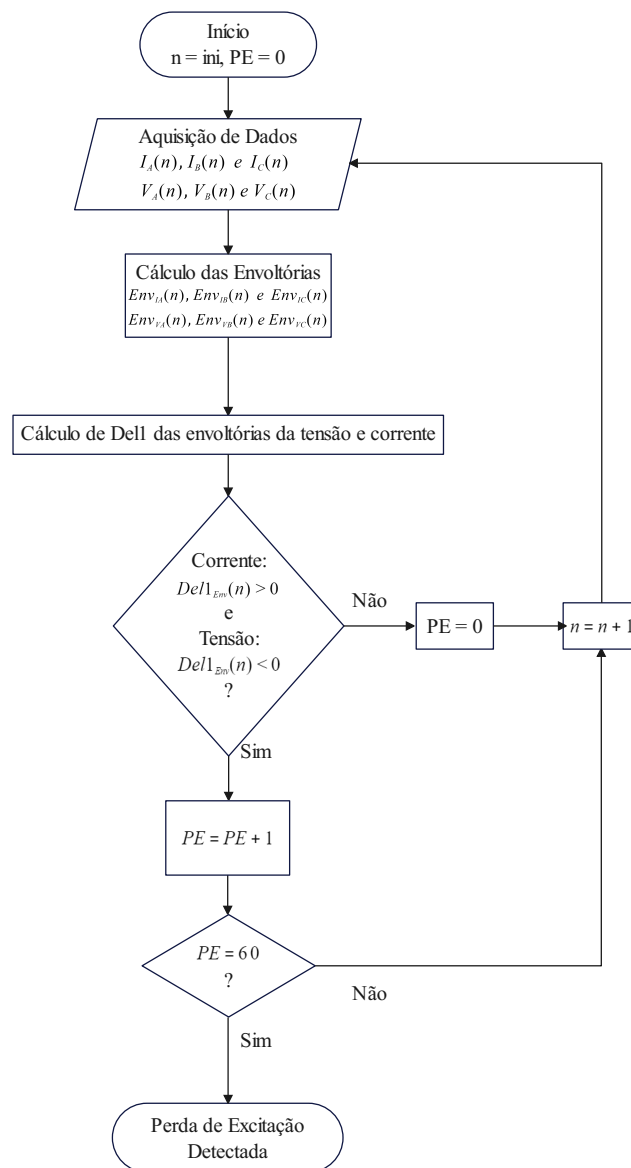 Início
n = ini, PE = 0
Aquisição de Dados
I_A(n), I_B(n) e I_C(n)
V_A(n), V_B(n) e V_C(n)
Cálculo das Envoltórias
Env_IA(n), Env_IB(n) e Env_IC(n)
Env_VA(n), Env_VB(n) e Env_VC(n)
Cálculo de Del1 das envoltórias da tensão e corrente
Corrente:
Del1_Env(n) > 0
e
Tensão:
Del1_Env(n) < 0
?
Não
PE = 0
n = n + 1
Sim
PE = PE + 1
PE = 60
?
Não
Sim
Perda de Excitação
Detectada